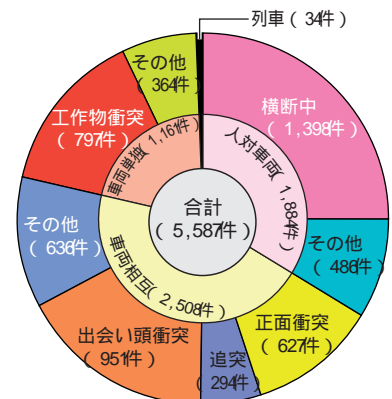 列車( 34件)
その他
( 364件)
横断中
( 1,398件)
工作物衝突
( 797件)
車両単独( 1,161件)
人対車両( 1,884件)
合計
( 5,587件)
その他
( 636件)
その他
( 486件)
車両相互( 2,508件)
正面衝突
( 627件)
出会い頭衝突
( 951件)
追突
( 294件)